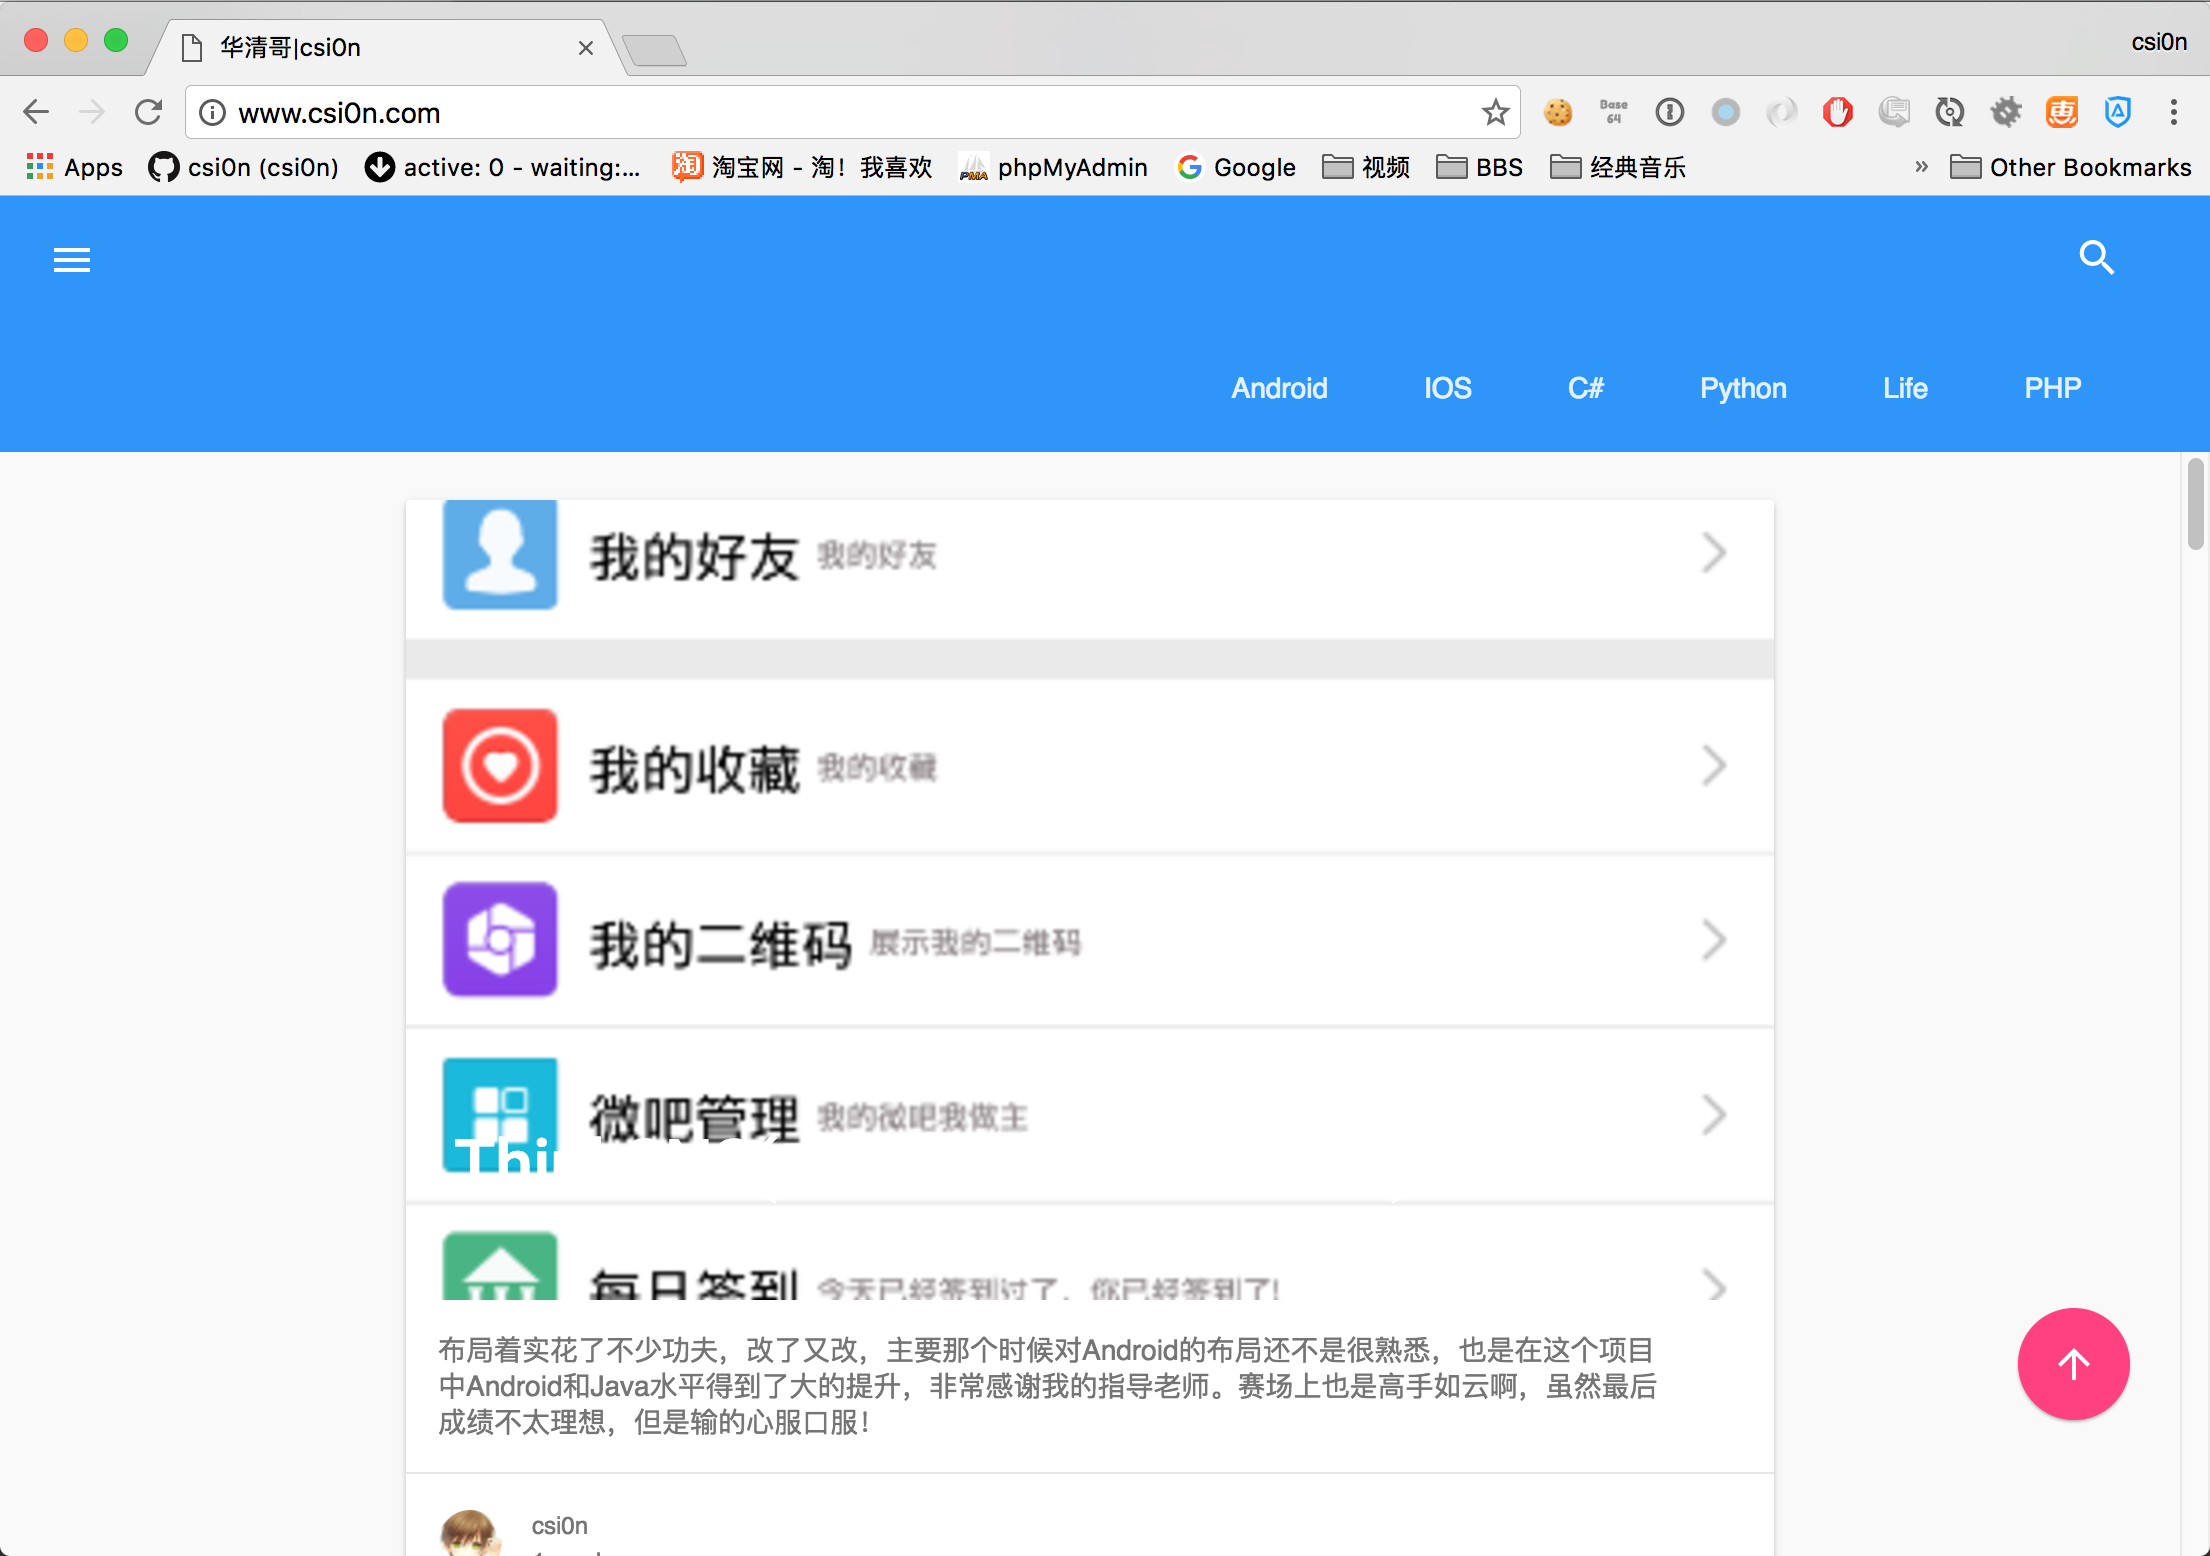 华清哥|csi0n
csi0n
www.csi0n.com
Base
64
惠
Apps
csi0n (csi0n)
active: 0 - waiting:...
淘
淘宝网 - 淘！我喜欢
PMA
phpMyAdmin
Google
视频
BBS
经典音乐
»
Other Bookmarks
Android
IOS
C#
Python
Life
PHP
我的好友 我的好友
我的收藏 我的收藏
我的二维码 展示我的二维码
微吧管理 我的微吧我做主
每日签到 今天已经签到过了，你已经签到了!
布局着实花了不少功夫，改了又改，主要那个时候对Android的布局还不是很熟悉，也是在这个项目
中Android和Java水平得到了大的提升，非常感谢我的指导老师。赛场上也是高手如云啊，虽然最后
成绩不太理想，但是输的心服口服！
csi0n